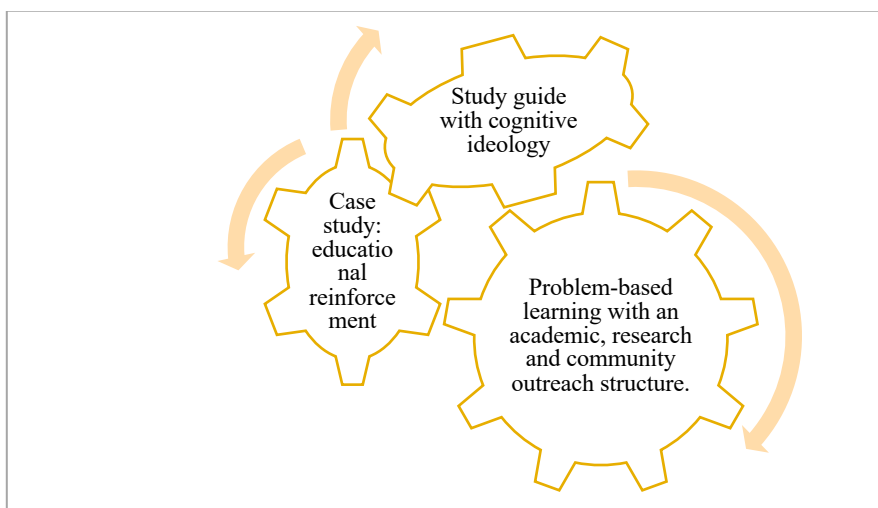 Study guide
with cognitive
ideology
Case
study:
educatio
nal
reinforce
ment
Problem-based
learning with an
academic, research
and community
outreach structure.